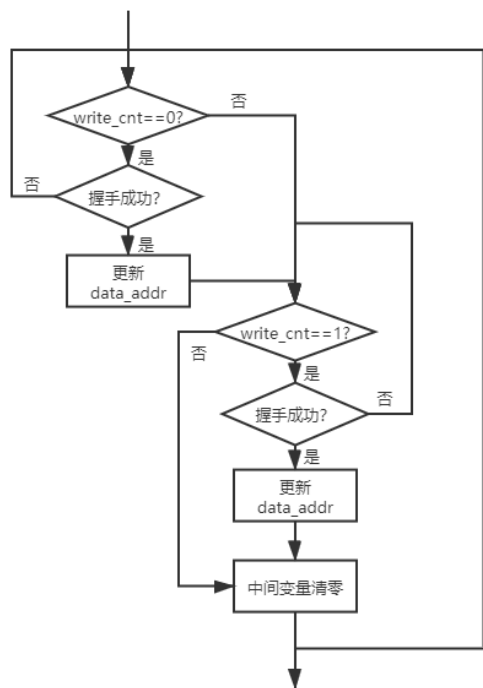 否
write_cnt==0?
是
否
握手成功?
是
更新
data_addr
write_cnt==1?
否
是
否
握手成功?
是
更新
data_addr
中间变量清零